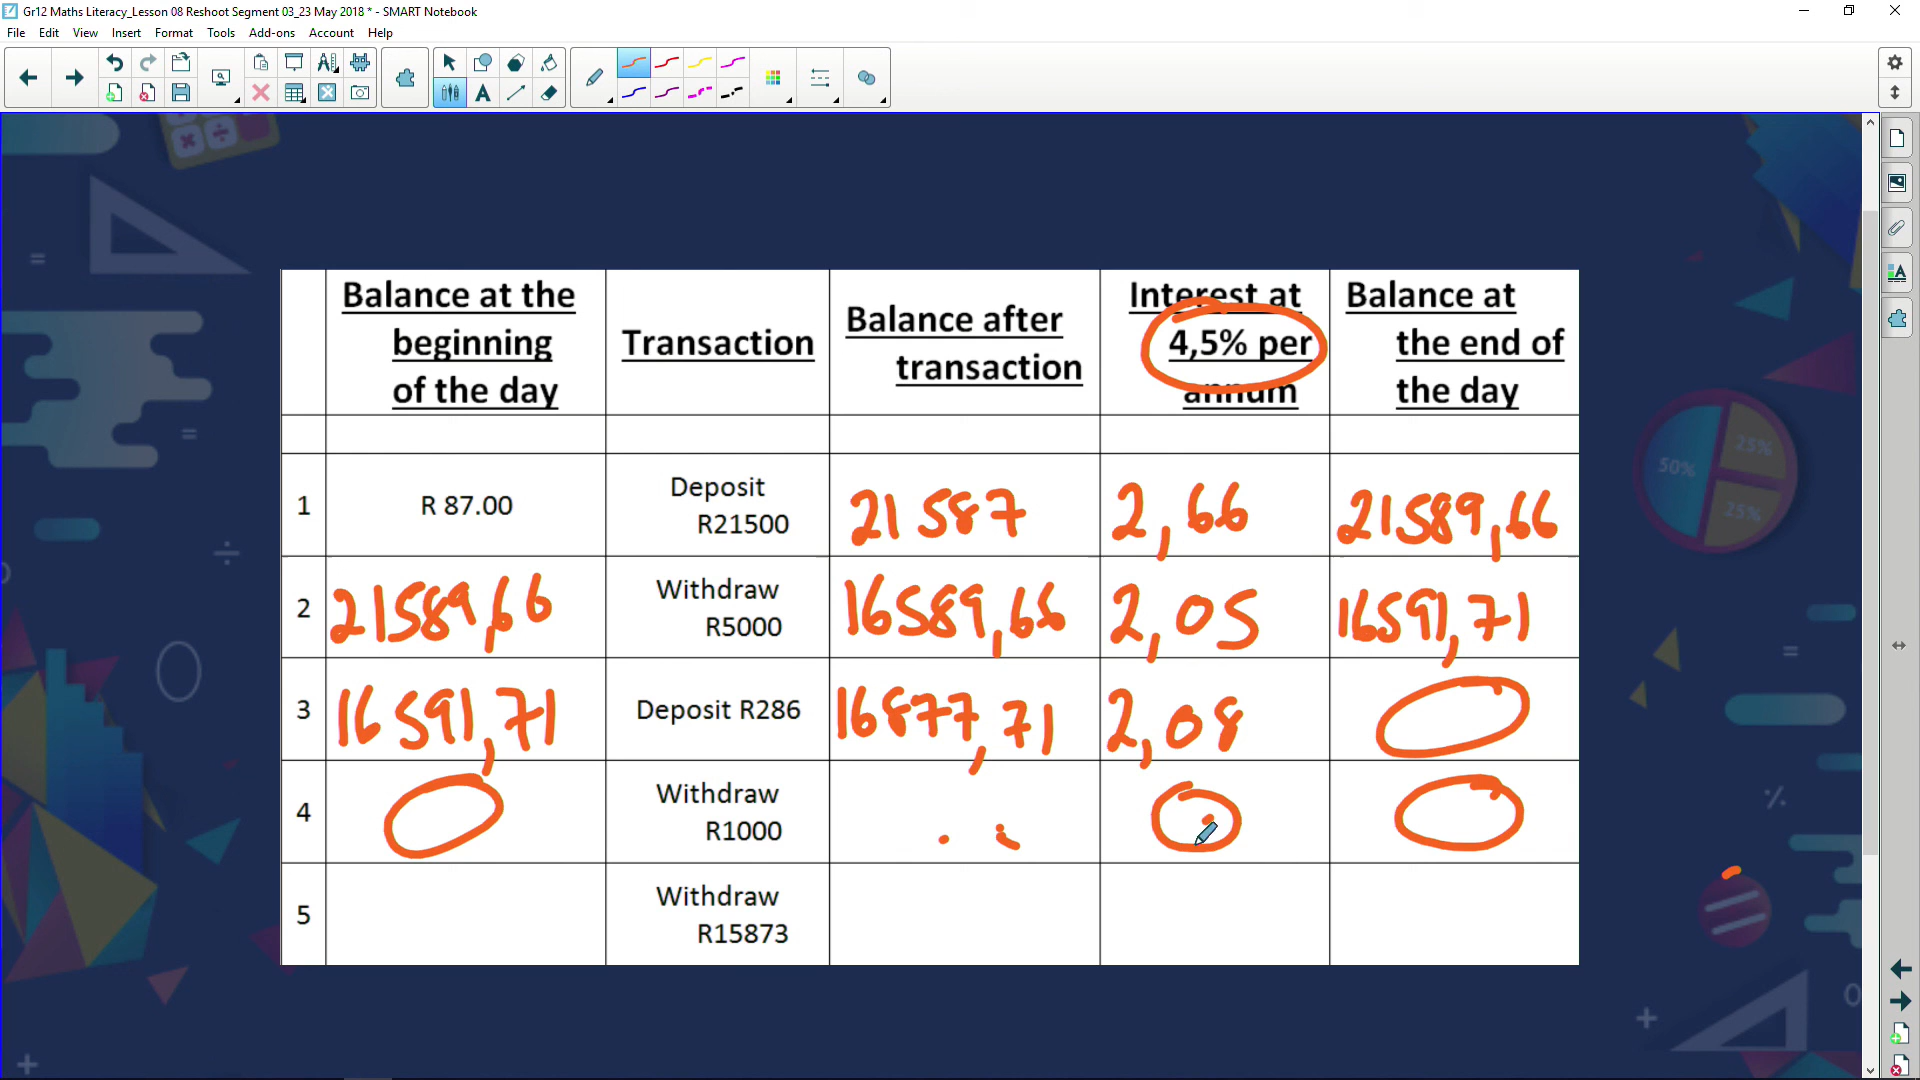 Gr12 Maths Literacy_Lesson 08 Reshoot Segment 03_23 May 2018 * - SMART Notebook
File Edit View Insert Format Tools Add-ons Account Help
Balance at the beginning of the day
Transaction
Balance after transaction
Interest at 4,5% per annum
Balance at the end of the day
1 R 87.00 Deposit R21500 21 587 2,66 21589,66
2 21589,66 Withdraw R5000 16589,66 2,05 16591,71
3 16591,71 Deposit R286 16877,71 2,08
4 Withdraw R1000
5 Withdraw R15873
50%
25%
25%